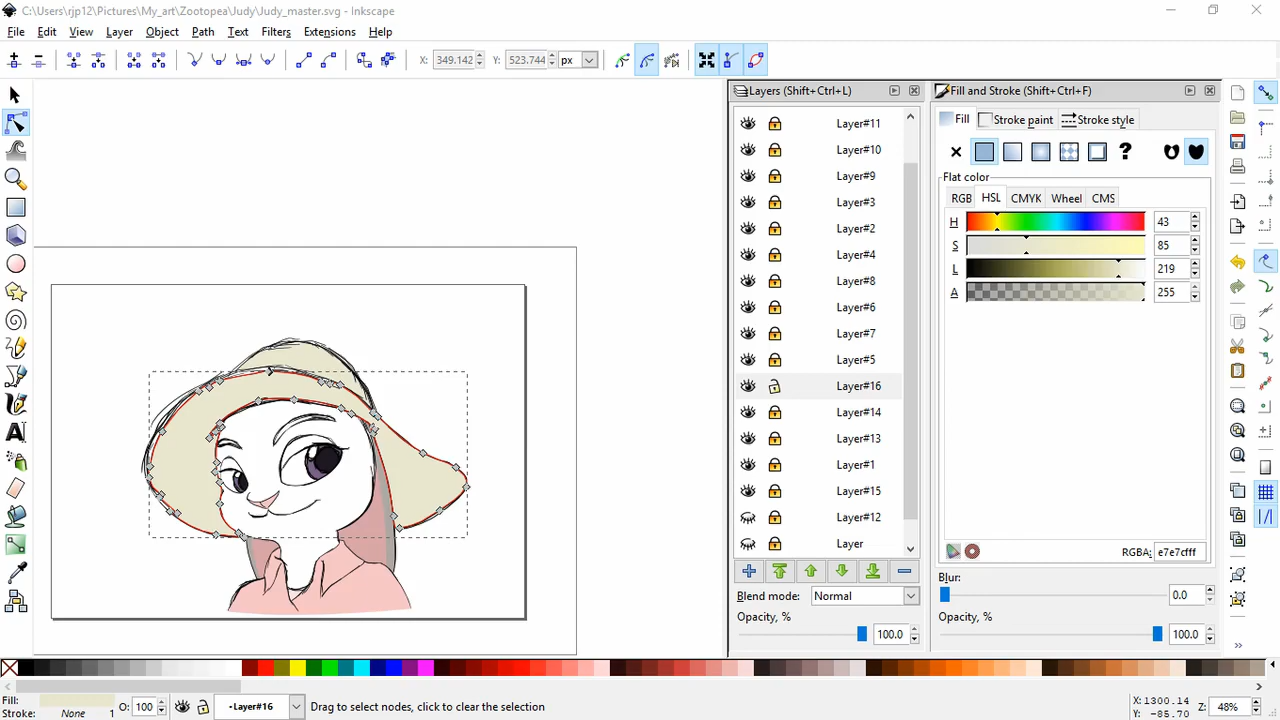 C:\Users\rjp12\Pictures\My_art\Zootopea\Judy\Judy_master.svg - Inkscape
File Edit View Layer Object Path Text Filters Extensions Help
X: 349.142 Y: 523.744 px
Layers (Shift+Ctrl+L)
Layer#11
Layer#10
Layer#9
Layer#3
Layer#2
Layer#4
Layer#8
Layer#6
Layer#7
Layer#5
Layer#16
Layer#14
Layer#13
Layer#1
Layer#15
Layer#12
Layer
Blend mode: Normal
Opacity, %
100.0
Fill and Stroke (Shift+Ctrl+F)
Fill Stroke paint Stroke style
Flat color
RGB HSL CMYK Wheel CMS
H 43
S 85
L 219
A 255
RGBA: e7e7cfff
Blur:
0.0
Opacity, %
100.0
Fill:
Stroke: None 1
O: 100
Layer#16
Drag to select nodes, click to clear the selection
X: 1300.14
Y: -85.70
Z: 48%